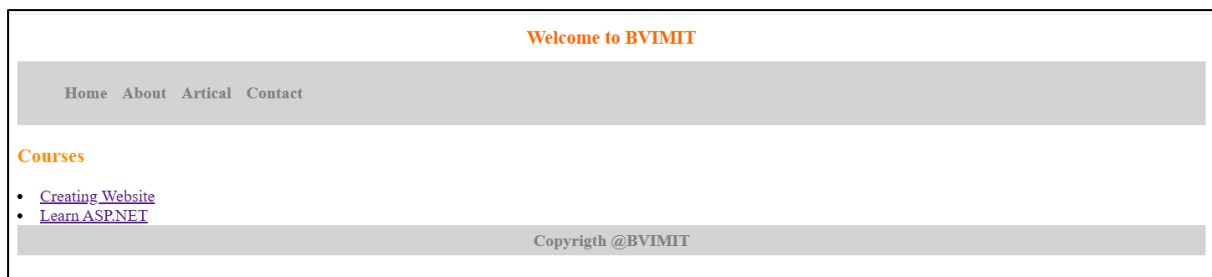 Welcome to BVIMIT
Home About Artical Contact
Courses
Creating Website
Learn ASP.NET
Copyrigth @BVIMIT